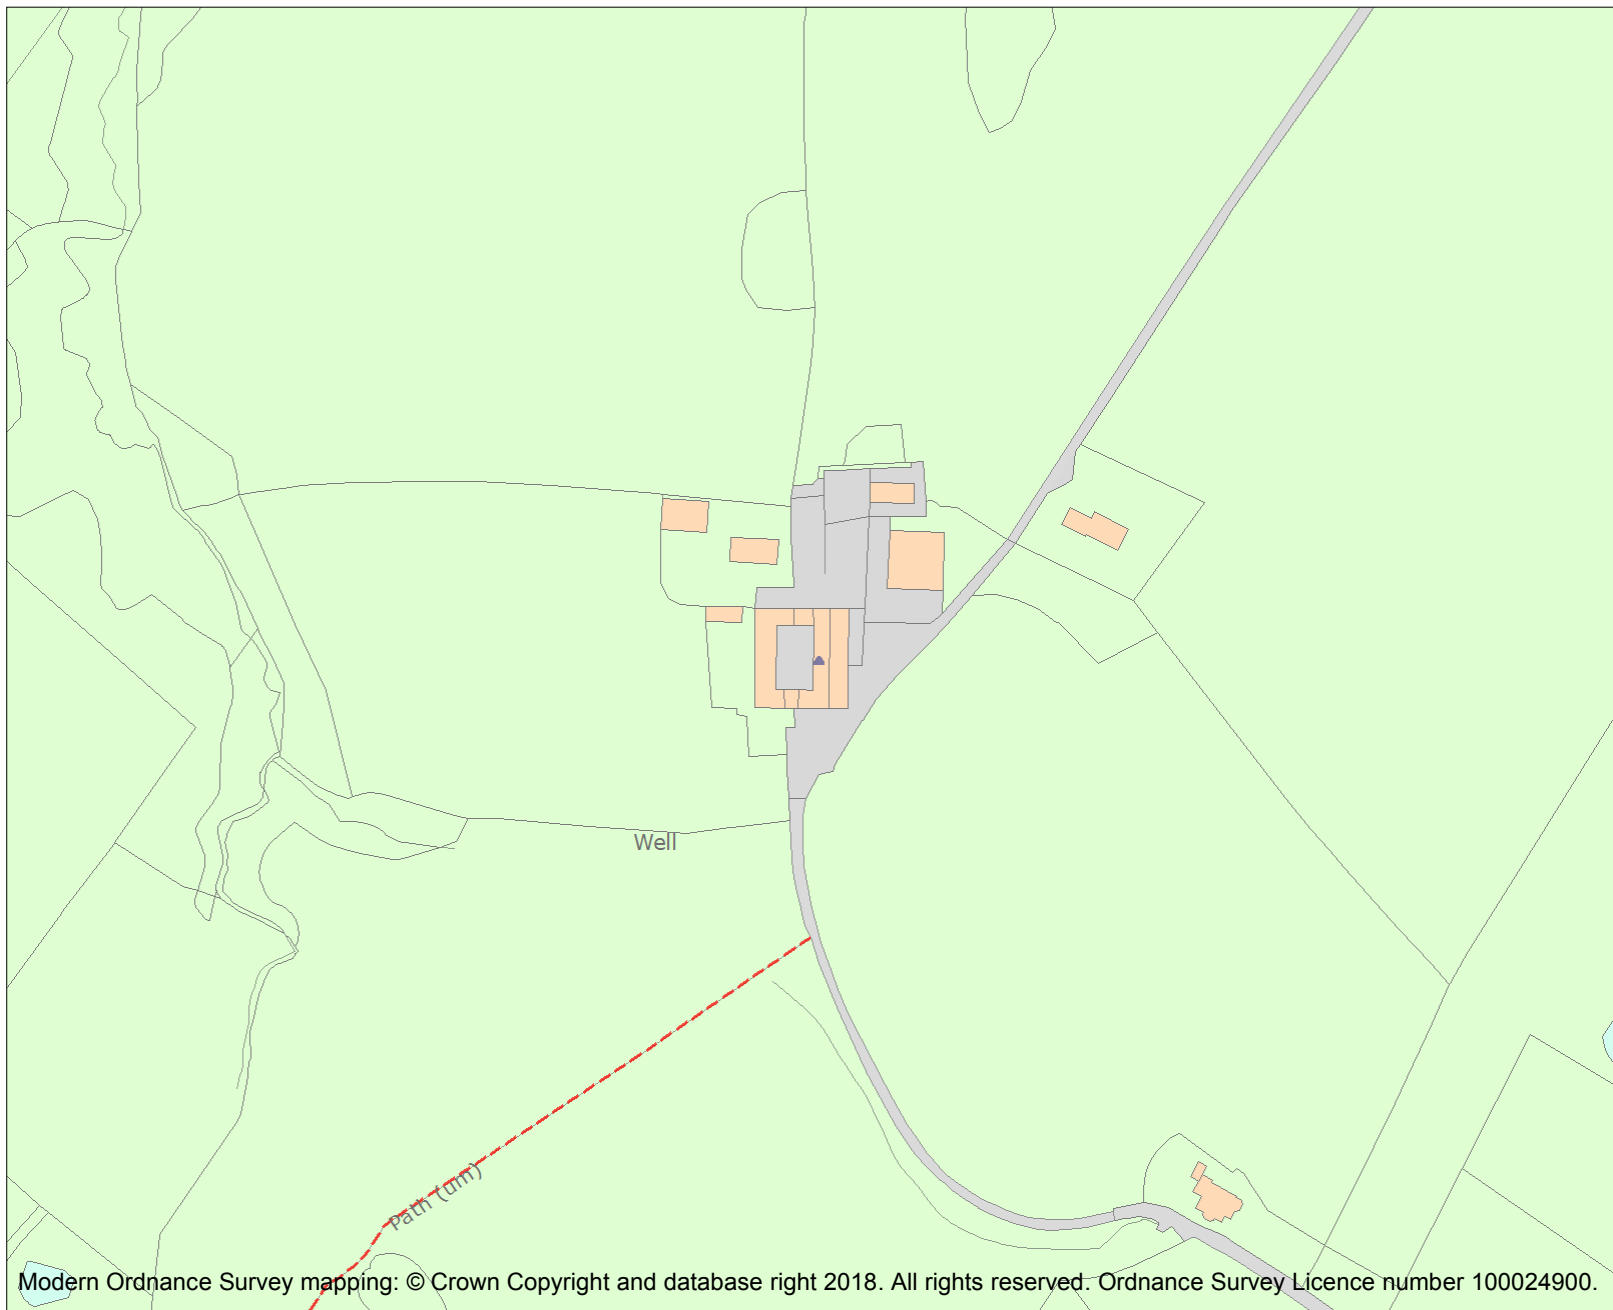 Well
Path (um)
Modern Ordnance Survey mapping: © Crown Copyright and database right 2018. All rights reserved. Ordnance Survey Licence number 100024900.